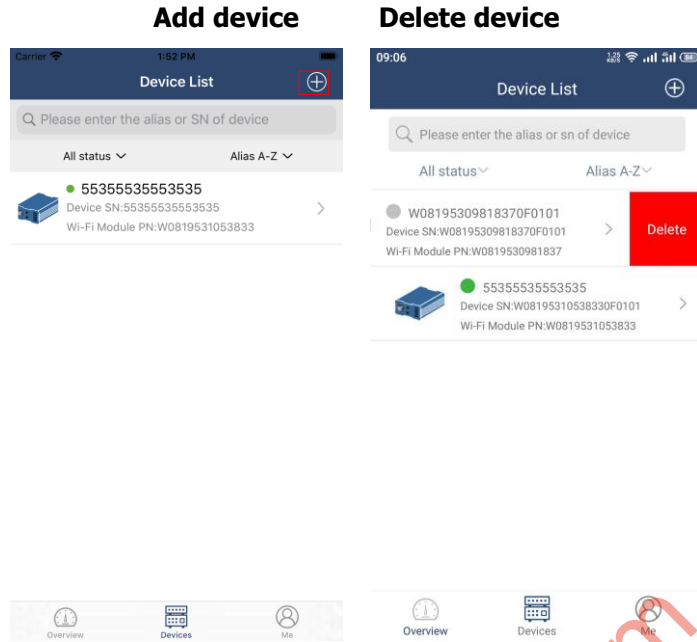 Add device
Delete device
Carrier 1:52 PM
Device List
Please enter the alias or SN of device
All status Alias A-Z
55355535553535
Device SN:55355535553535
Wi-Fi Module PN:W0819531053833
Overview Devices Me
09:06
Device List
Please enter the alias or sn of device
All status Alias A-Z
W08195309818370F0101
Device SN:W08195309818370F0101
Wi-Fi Module PN:W0819530981837
Delete
55355535553535
Device SN:W08195310538330F0101
Wi-Fi Module PN:W0819531053833
Overview Devices Me